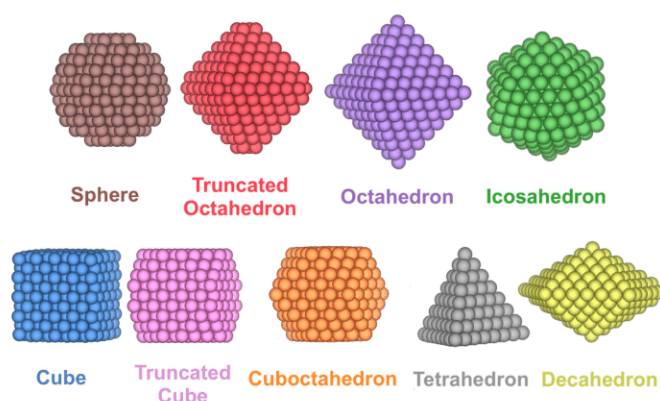 Sphere
Truncated
Octahedron
Octahedron
Icosahedron
Cube
Truncated
Cube
Cuboctahedron
Tetrahedron
Decahedron